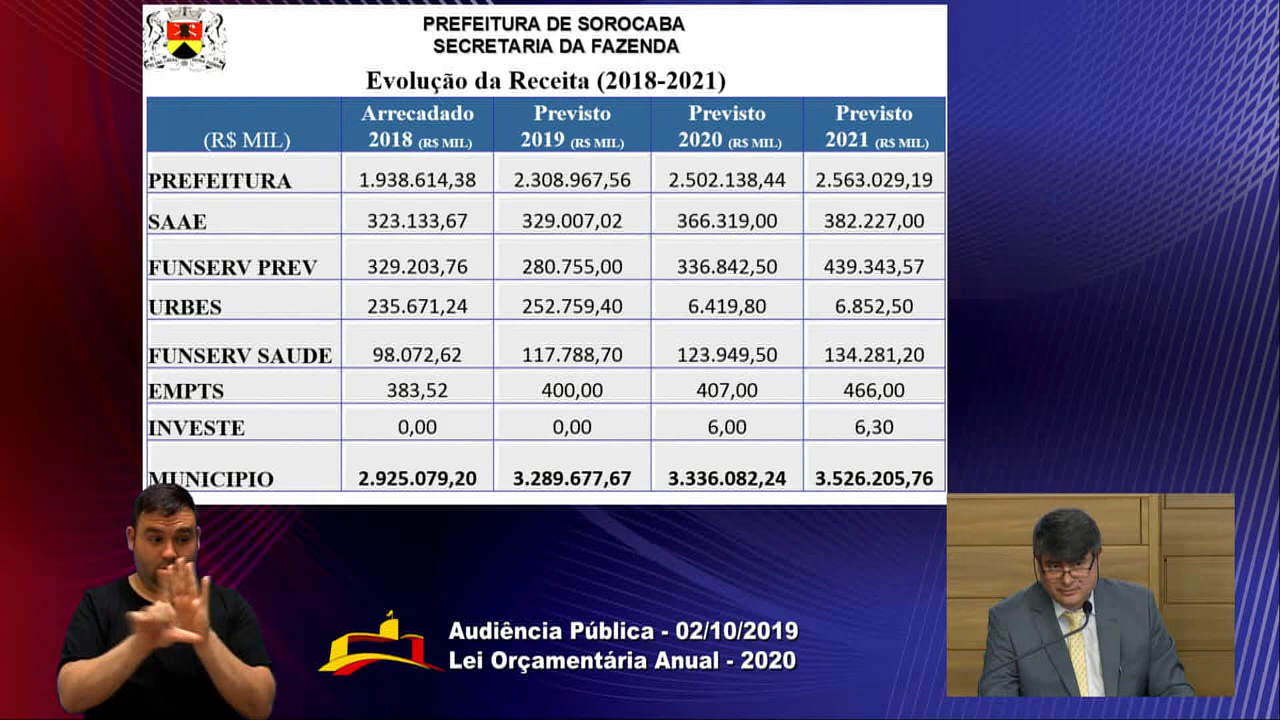 PREFEITURA DE SOROCABA
SECRETARIA DA FAZENDA
Evolução da Receita (2018-2021)
(R$ MIL) Arrecadado 2018 (R$ MIL) Previsto 2019 (R$ MIL) Previsto 2020 (R$ MIL) Previsto 2021 (R$ MIL)
PREFEITURA 1.938.614,38 2.308.967,56 2.502.138,44 2.563.029,19
SAAE 323.133,67 329.007,02 366.319,00 382.227,00
FUNSERV PREV 329.203,76 280.755,00 336.842,50 439.343,57
URBES 235.671,24 252.759,40 6.419,80 6.852,50
FUNSERV SAUDE 98.072,62 117.788,70 123.949,50 134.281,20
EMPTS 383,52 400,00 407,00 466,00
INVESTE 0,00 0,00 6,00 6,30
MUNICIPIO 2.925.079,20 3.289.677,67 3.336.082,24 3.526.205,76
Audiência Pública - 02/10/2019
Lei Orçamentária Anual - 2020